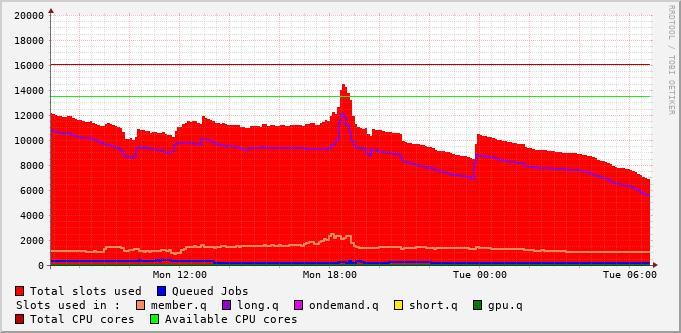 20000
18000
16000
14000
12000
10000
8000
6000
4000
2000
0
Mon 12:00 Mon 18:00 Tue 00:00 Tue 06:00
RRDTOOL / TOBI OETIKER
Total slots used Queued Jobs
Slots used in : member.q long.q ondemand.q short.q gpu.q
Total CPU cores Available CPU cores